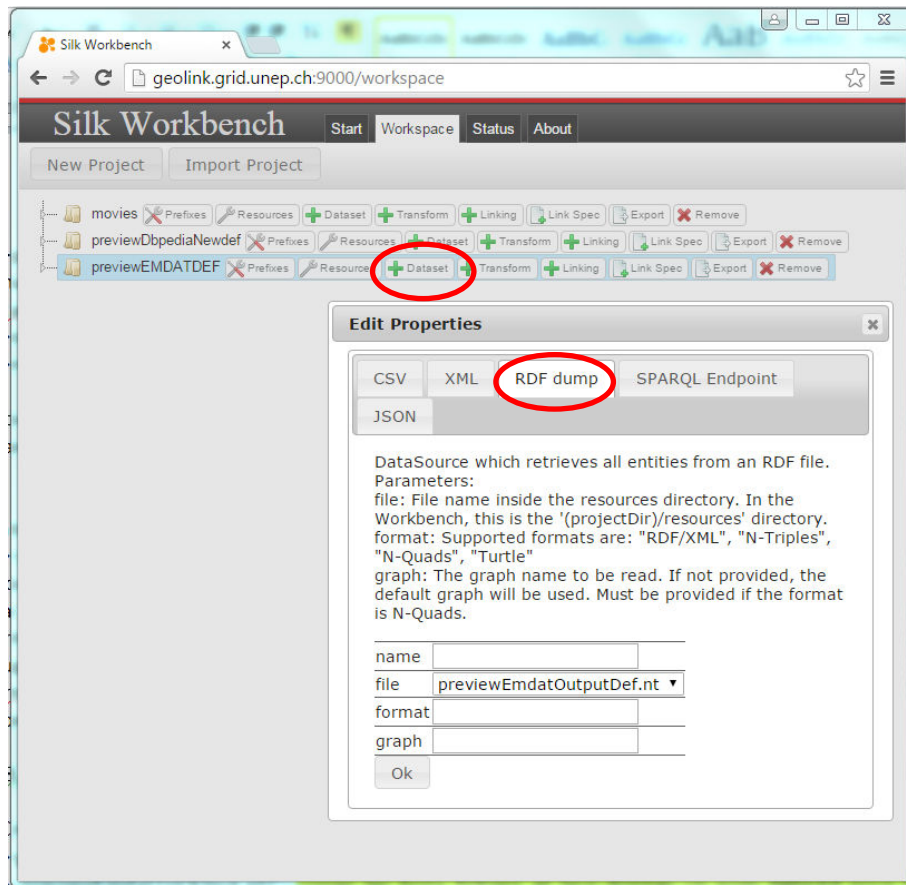 Silk Workbench
geolink.grid.unep.ch:9000/workspace
Silk Workbench Start Workspace Status About
New Project Import Project
movies Prefixes Resources Dataset Transform Linking Link Spec Export Remove
previewDbpediaNewdef Prefixes Resources Dataset Transform Linking Link Spec Export Remove
previewEMDATDEF Prefixes Resources Dataset Transform Linking Link Spec Export Remove
Edit Properties
CSV XML RDF dump SPARQL Endpoint
JSON
DataSource which retrieves all entities from an RDF file.
Parameters:
file: File name inside the resources directory. In the
Workbench, this is the '(projectDir)/resources' directory.
format: Supported formats are: "RDF/XML", "N-Triples",
"N-Quads", "Turtle"
graph: The graph name to be read. If not provided, the
default graph will be used. Must be provided if the format
is N-Quads.
name
file previewEmdatOutputDef.nt
format
graph
Ok